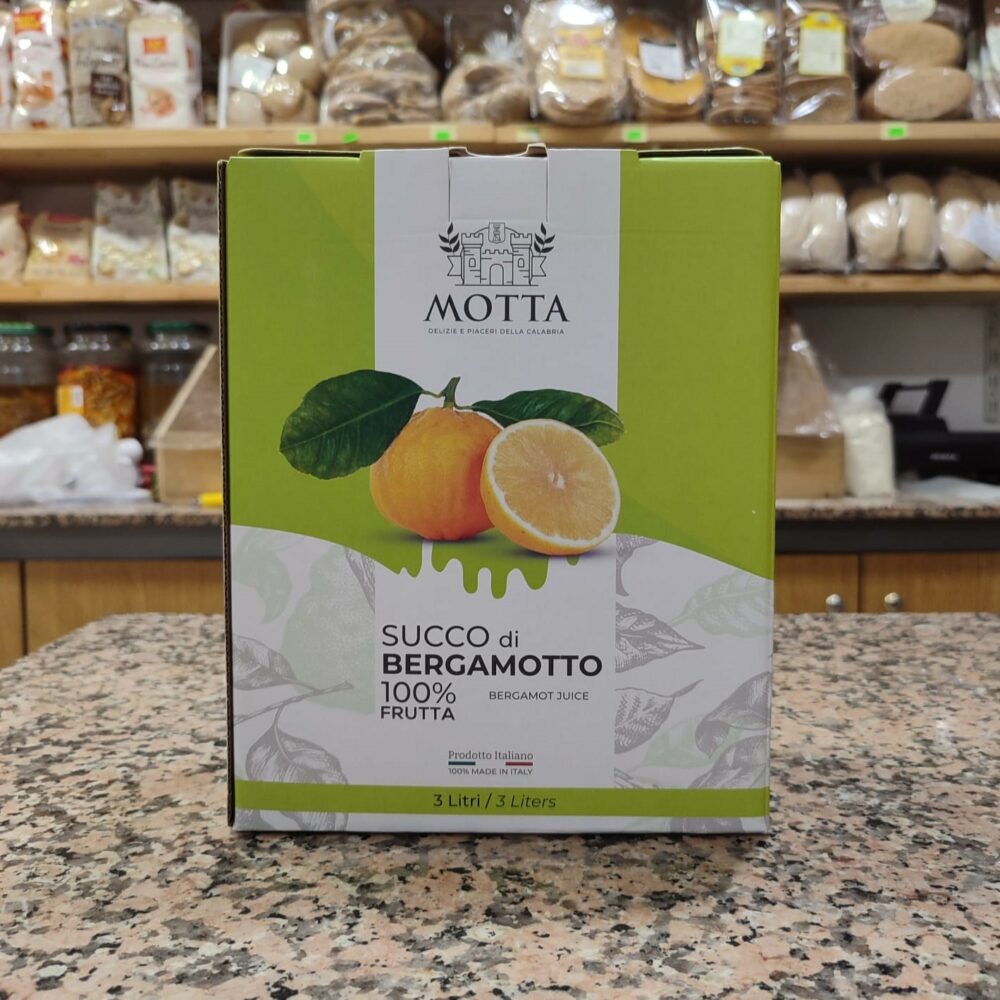 MOTTA
DELIZIE E PIACERI DELLA CALABRIA
SUCCO di
BERGAMOTTO
100% BERGAMOT JUICE
FRUTTA
Prodotto Italiano
100% MADE IN ITALY
3 Litri / 3 Liters